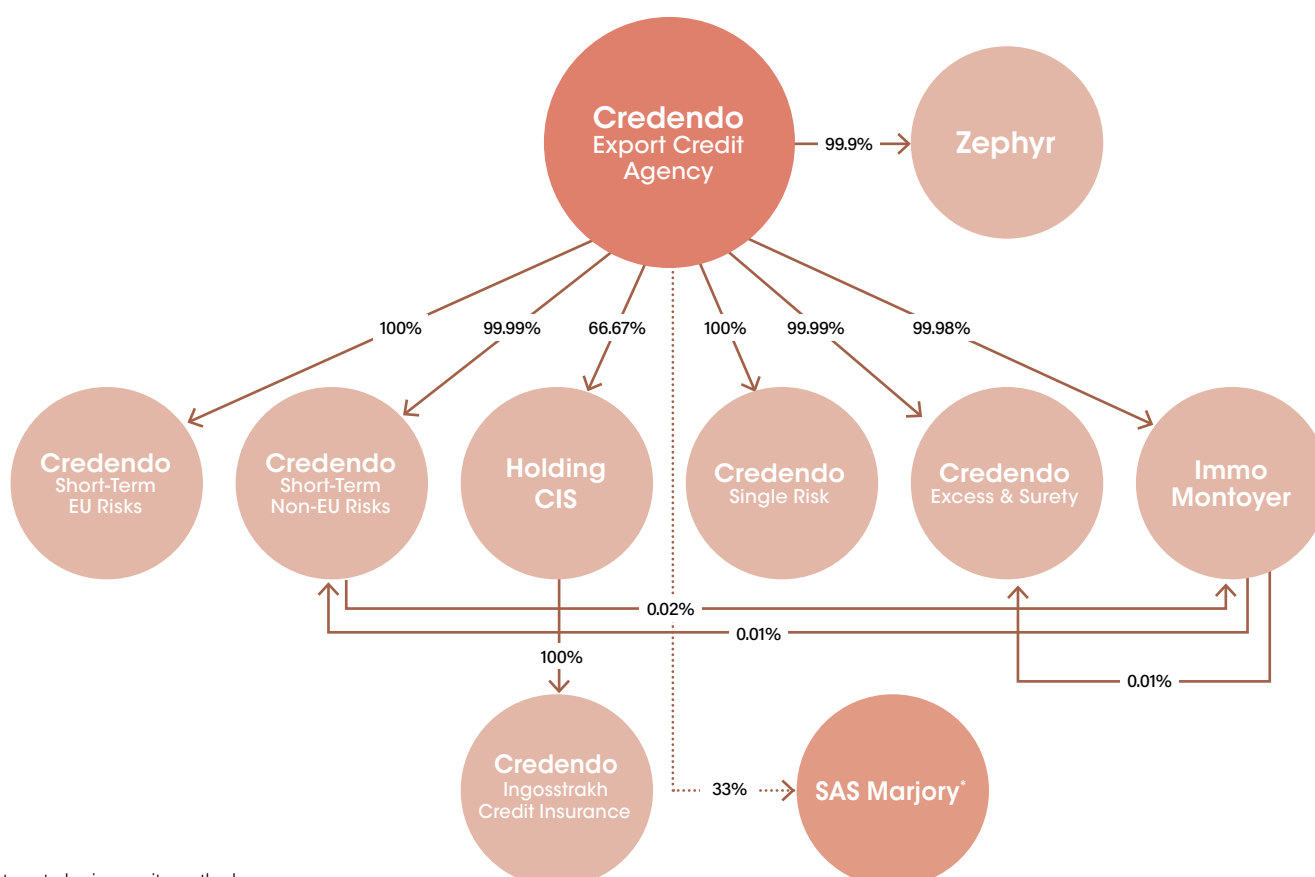 Credendo
Export Credit
Agency
99.9%
Zephyr
100%
99.99%
66.67%
100%
99.99%
99.98%
Credendo
Short-Term
EU Risks
Credendo
Short-Term
Non-EU Risks
Holding
CIS
Credendo
Single Risk
Credendo
Excess & Surety
Immo
Montoyer
0.02%
0.01%
100%
0.01%
Credendo
Ingosstrakh
Credit Insurance
33%
SAS Marjory*